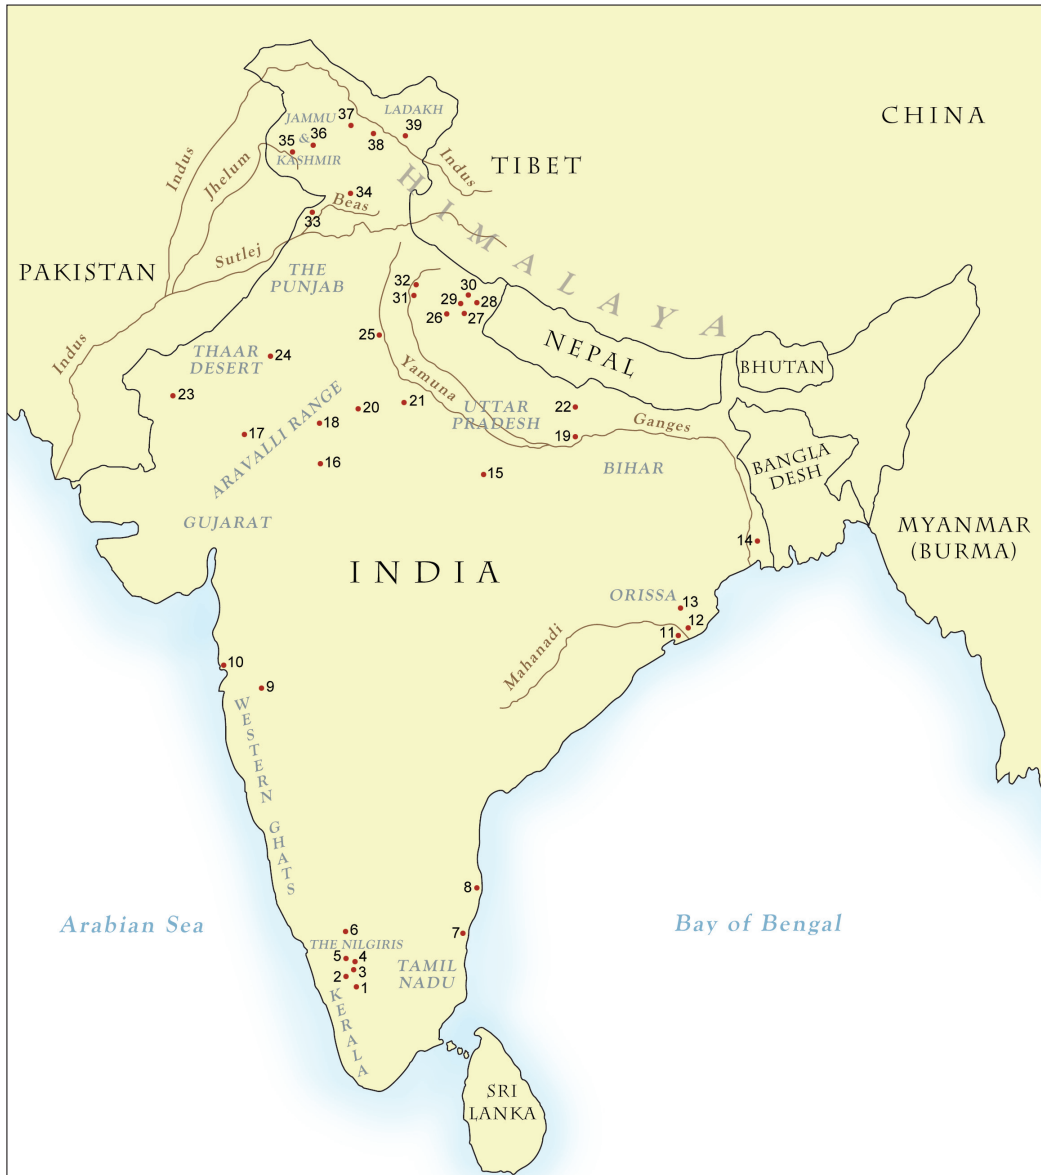 CHINA
LADAKH
37
JAMMU
39
36
&
38
35
KASHMIR
Indus
Jhelum
Indus
TIBET
HIMALAYA
34
Beas
33
Sutlej
PAKISTAN
THE
PUNJAB
32
31
30
29
28
26
27
25
NEPAL
BHUTAN
Indus
THAAR
DESERT
24
23
Yamuna
ARAVALLI RANGE
20
21
UTTAR
PRADESH
22
18
17
19
Ganges
16
15
BIHAR
BANGLA
DESH
GUJARAT
MYANMAR
(BURMA)
14
INDIA
ORISSA
13
12
11
Mahanadi
10
9
WESTERN GHATS
8
Arabian Sea
Bay of Bengal
6
7
THE NILGIRIS
5
4
3
2
1
TAMIL
NADU
KERALA
SRI
LANKA